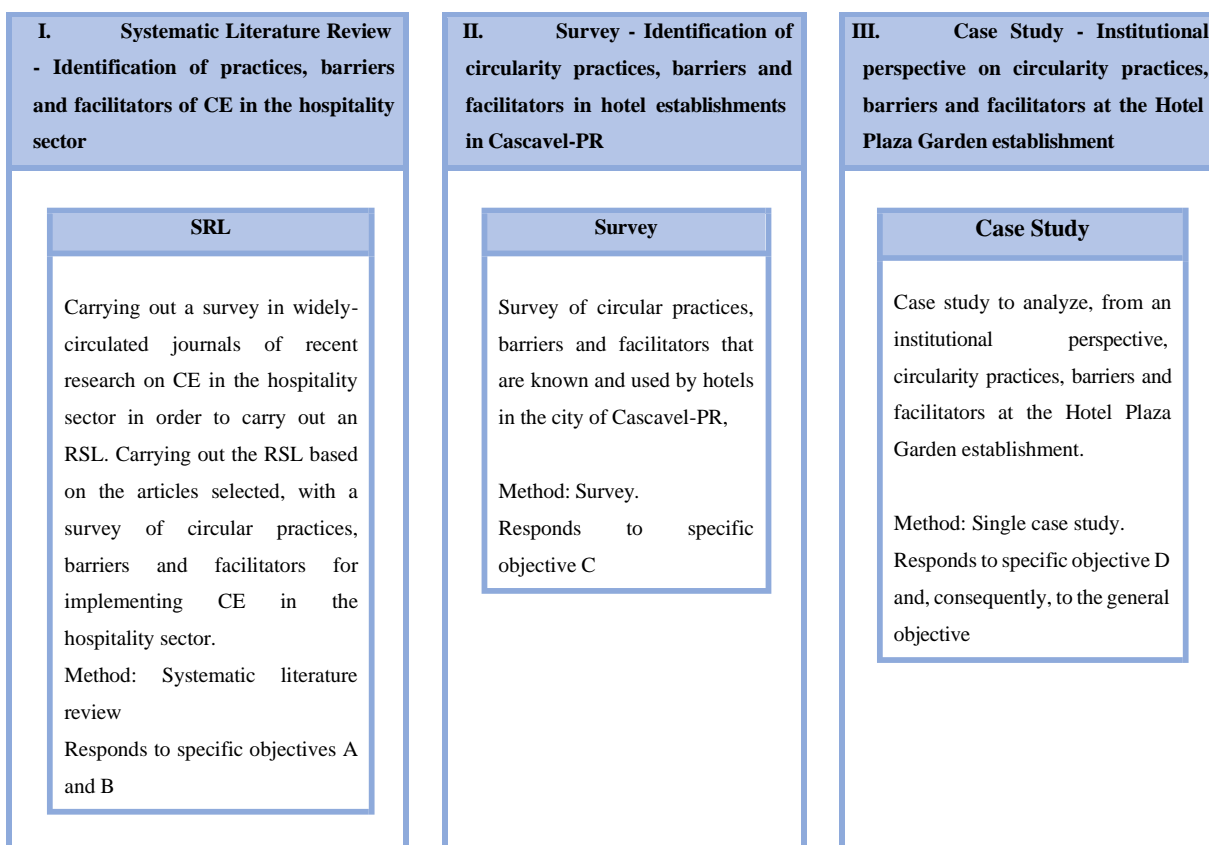 I. Systematic Literature Review
- Identification of practices, barriers
and facilitators of CE in the hospitality
sector
SRL
Carrying out a survey in widely-
circulated journals of recent
research on CE in the hospitality
sector in order to carry out an
RSL. Carrying out the RSL based
on the articles selected, with a
survey of circular practices,
barriers and facilitators for
implementing CE in the
hospitality sector.
Method: Systematic literature
review
Responds to specific objectives A
and B
II. Survey - Identification of
circularity practices, barriers and
facilitators in hotel establishments
in Cascavel-PR
Survey
Survey of circular practices,
barriers and facilitators that
are known and used by hotels
in the city of Cascavel-PR,
Method: Survey.
Responds to specific
objective C
III. Case Study - Institutional
perspective on circularity practices,
barriers and facilitators at the Hotel
Plaza Garden establishment
Case Study
Case study to analyze, from an
institutional perspective,
circularity practices, barriers and
facilitators at the Hotel Plaza
Garden establishment.
Method: Single case study.
Responds to specific objective D
and, consequently, to the general
objective